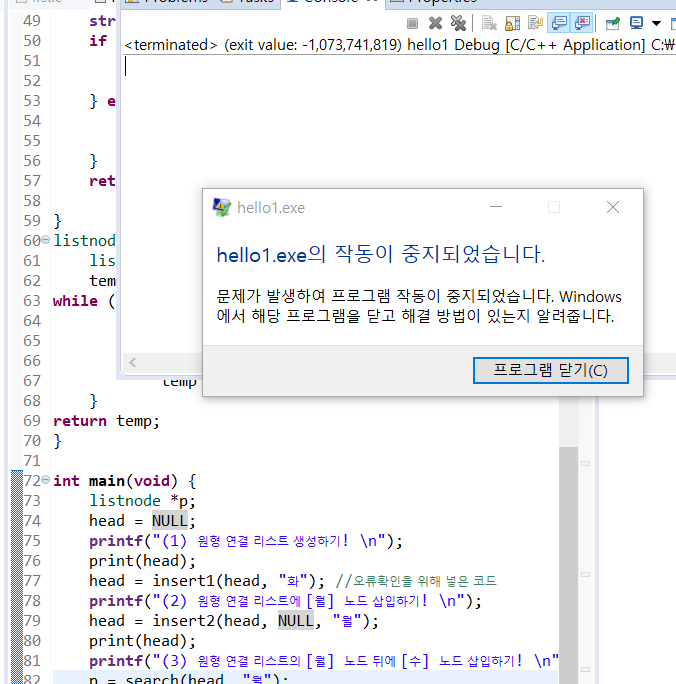 Problems Tasks Console Properties
<terminated> (exit value: -1,073,741,819) hello1 Debug [C/C++ Application] C:₩
49 str
50 if
51
52
53 } e
54
55
56 }
57 ret
58
59 }
60 listnod
61 lis
62 tem
63 while (
64
65
66
67 temp
68 }
69 return temp;
70 }
71
72 int main(void) {
73 listnode *p;
74 head = NULL;
75 printf("(1) 원형 연결 리스트 생성하기! \n");
76 print(head);
77 head = insert1(head, "화"); //오류확인을 위해 넣은 코드
78 printf("(2) 원형 연결 리스트에 [월] 노드 삽입하기! \n");
79 head = insert2(head, NULL, "월");
80 print(head);
81 printf("(3) 원형 연결 리스트의 [월] 노드 뒤에 [수] 노드 삽입하기! \n"
82 p = search(head, "월");
hello1.exe
hello1.exe의 작동이 중지되었습니다.
문제가 발생하여 프로그램 작동이 중지되었습니다. Windows
에서 해당 프로그램을 닫고 해결 방법이 있는지 알려줍니다.
프로그램 닫기(C)